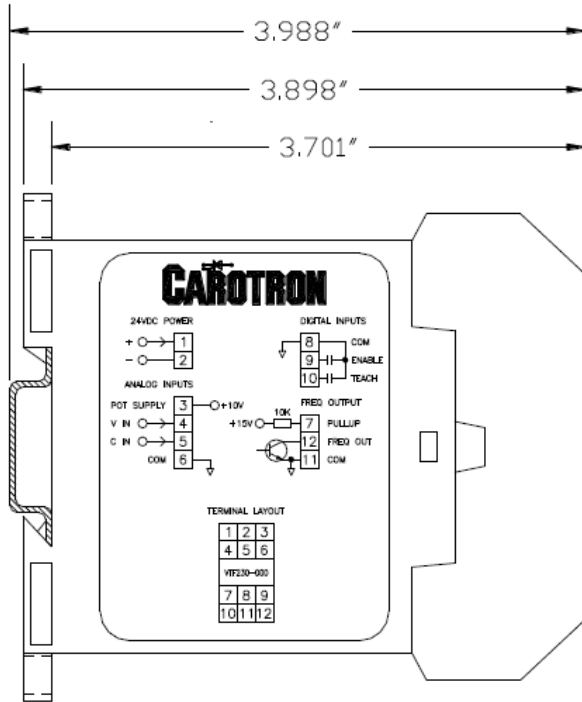 3.988"
3.898"
3.701"
CAROTRON
24VDC POWER
+ 1
- 2
DIGITAL INPUTS
8 COM
9 ENABLE
10 TEACH
ANALOG INPUTS
POT SUPPLY 3 +10V
V IN 4
C IN 5
COM 6
FREQ OUTPUT
+15V 10K 7 PULLUP
12 FREQ OUT
11 COM
TERMINAL LAYOUT
1 2 3
4 5 6
VTF230-000
7 8 9
10 11 12